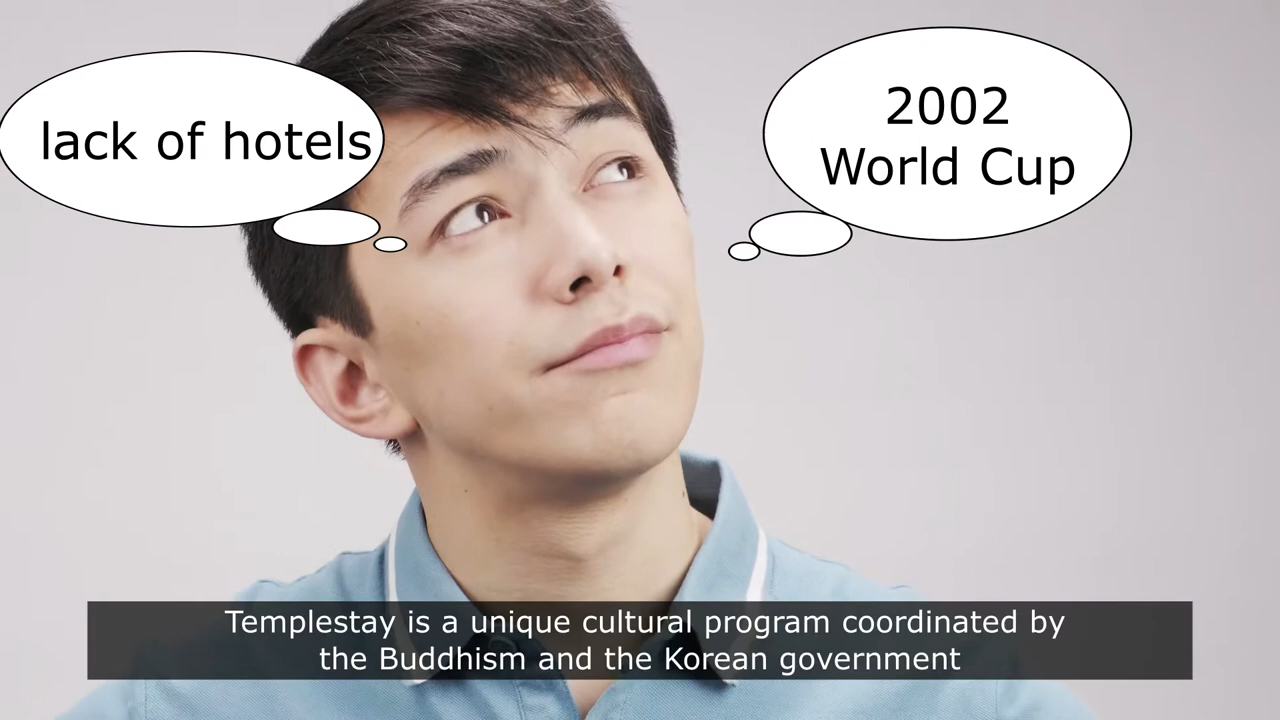 lack of hotels
2002
World Cup
Templestay is a unique cultural program coordinated by
the Buddhism and the Korean government